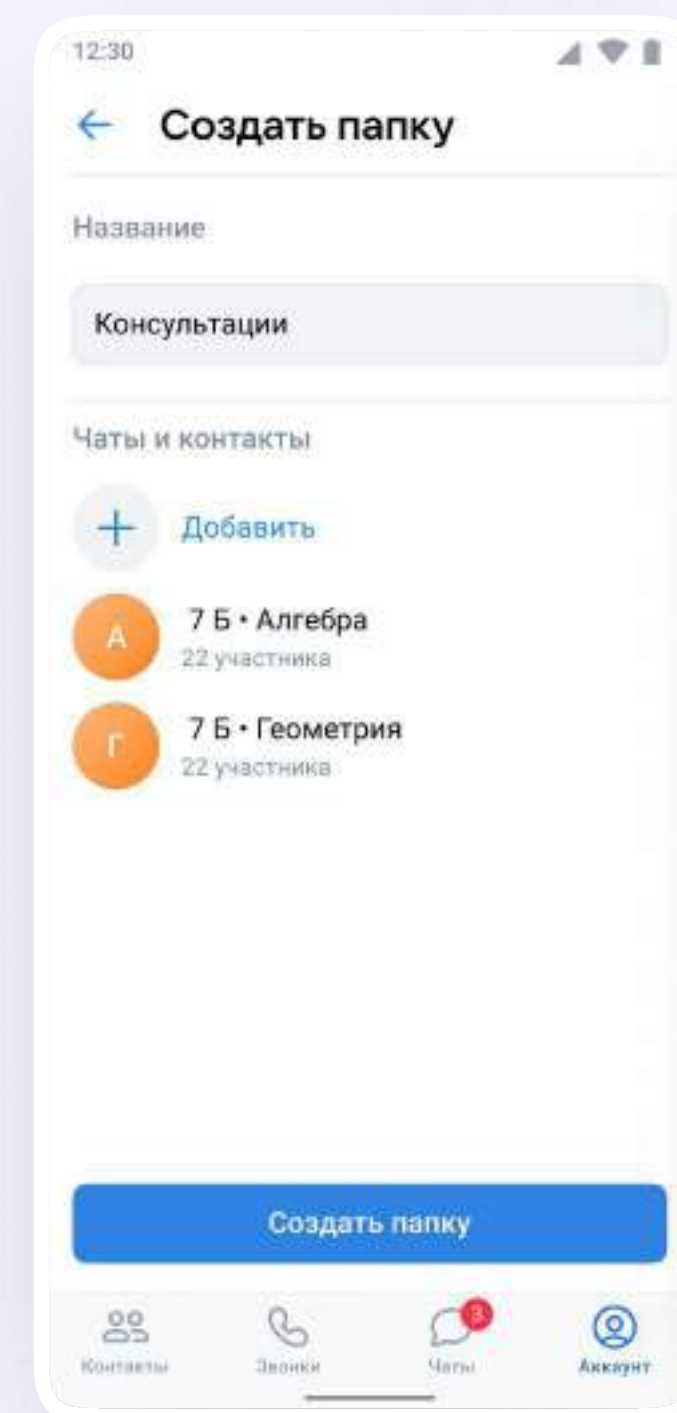 12:30
Создать папку
Название
Консультации
Чаты и контакты
Добавить
А
7 Б • Алгебра
22 участника
Г
7 Б • Геометрия
22 участника
Создать папку
3
Контакты
Звонки
Чаты
Аккаунт